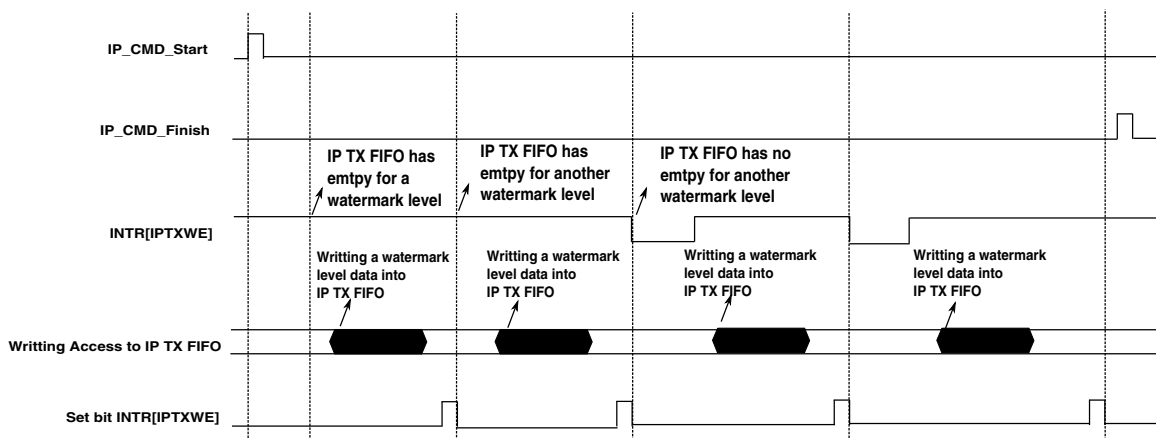 IP_CMD_Start
IP_CMD_Finish
IP TX FIFO has
emtpy for a
watermark level
IP TX FIFO has
emtpy for another
watermark level
IP TX FIFO has no
emtpy for another
watermark level
INTR[IPTXWE]
Writting a watermark
level data into
IP TX FIFO
Writting a watermark
level data into
IP TX FIFO
Writting a watermark
level data into
IP TX FIFO
Writting a watermark
level data into
IP TX FIFO
Writting Access to IP TX FIFO
Set bit INTR[IPTXWE]